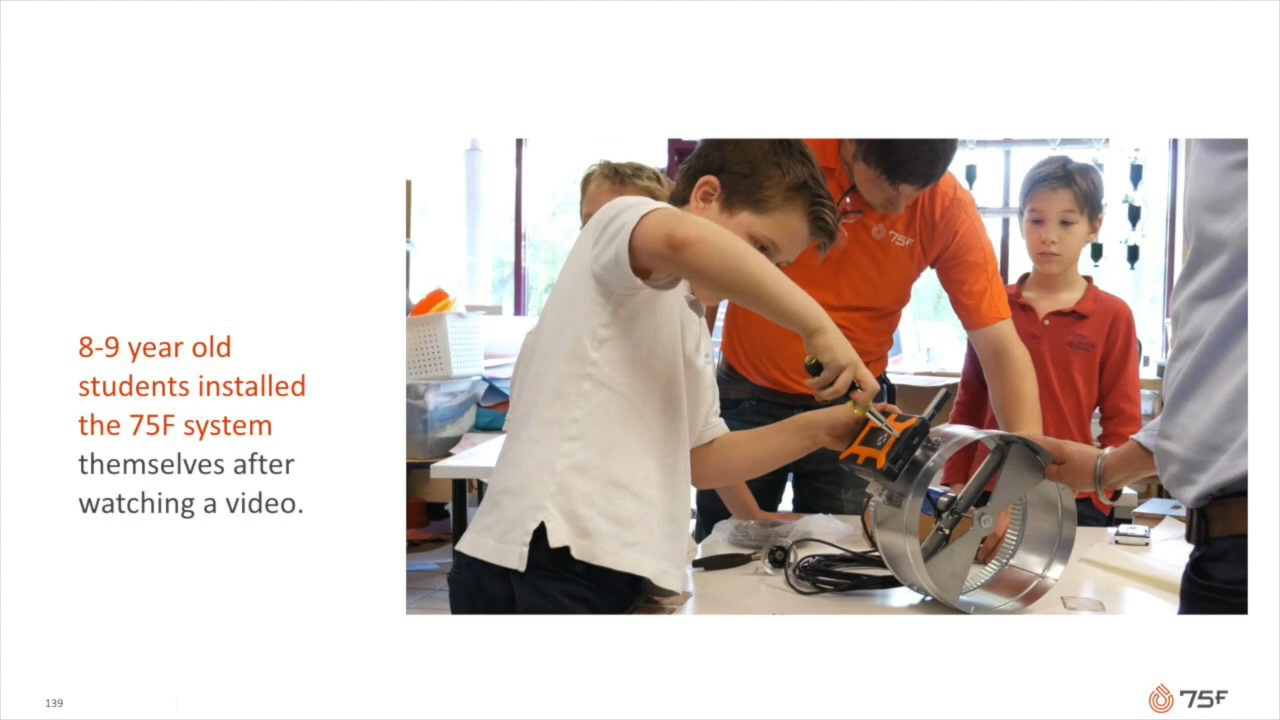 8-9 year old
students installed
the 75F system
themselves after
watching a video.
75F
139
75F